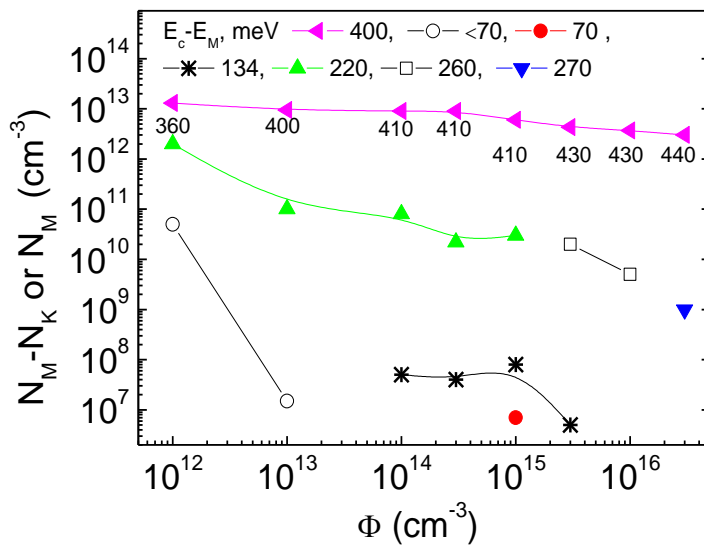 E_c-E_M, meV 400, <70, 70 ,
134, 220, 260, 270
10^14
10^13
10^12
10^11
10^10
10^9
10^8
10^7
N_M-N_K or N_M (cm^-3)
360 400 410 410 410 430 430 440
10^12 10^13 10^14 10^15 10^16
Φ (cm^-3)